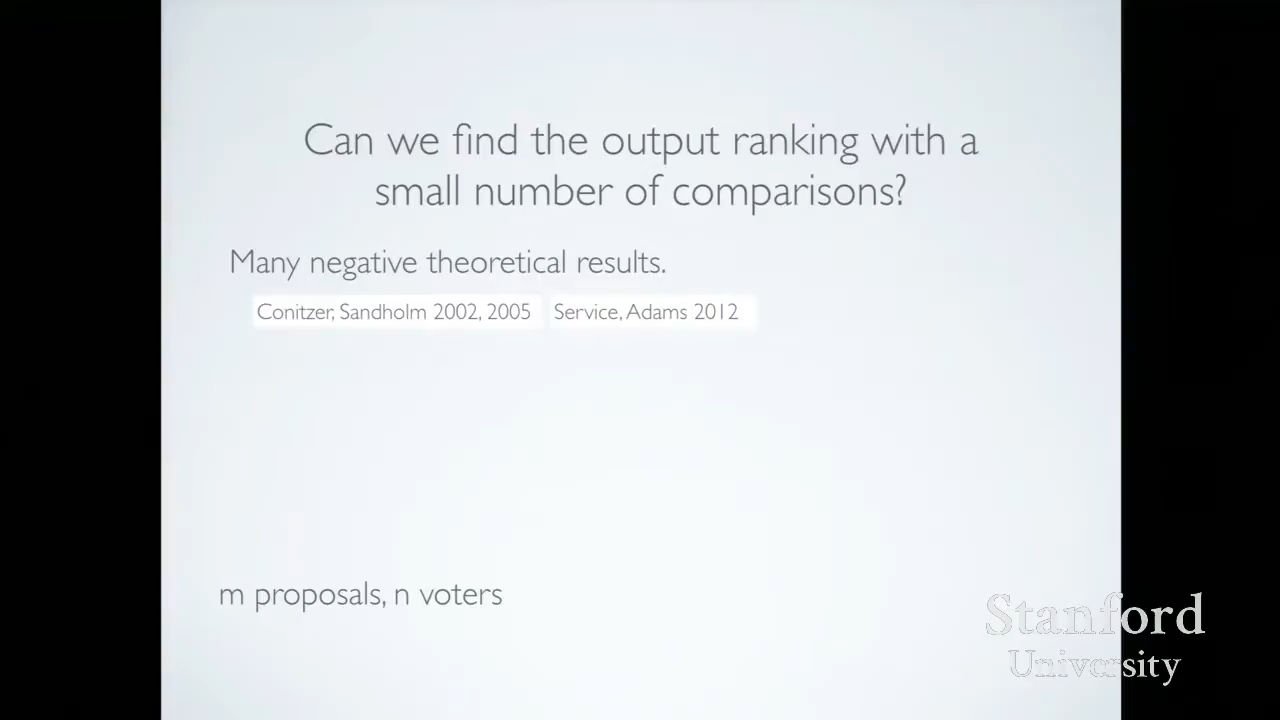 Can we find the output ranking with a
small number of comparisons?
Many negative theoretical results.
Conitzer, Sandholm 2002, 2005 Service, Adams 2012
m proposals, n voters
Stanford
University